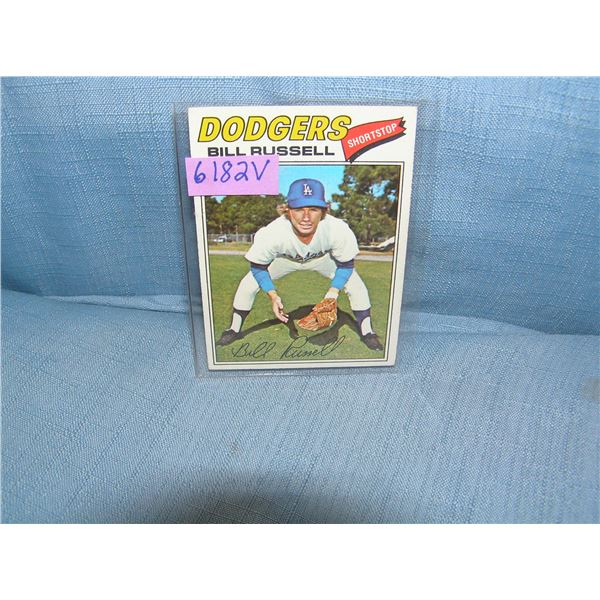 DODGERS
BILL RUSSELL
SHORTSTOP
6182V
LA
Bill Russell